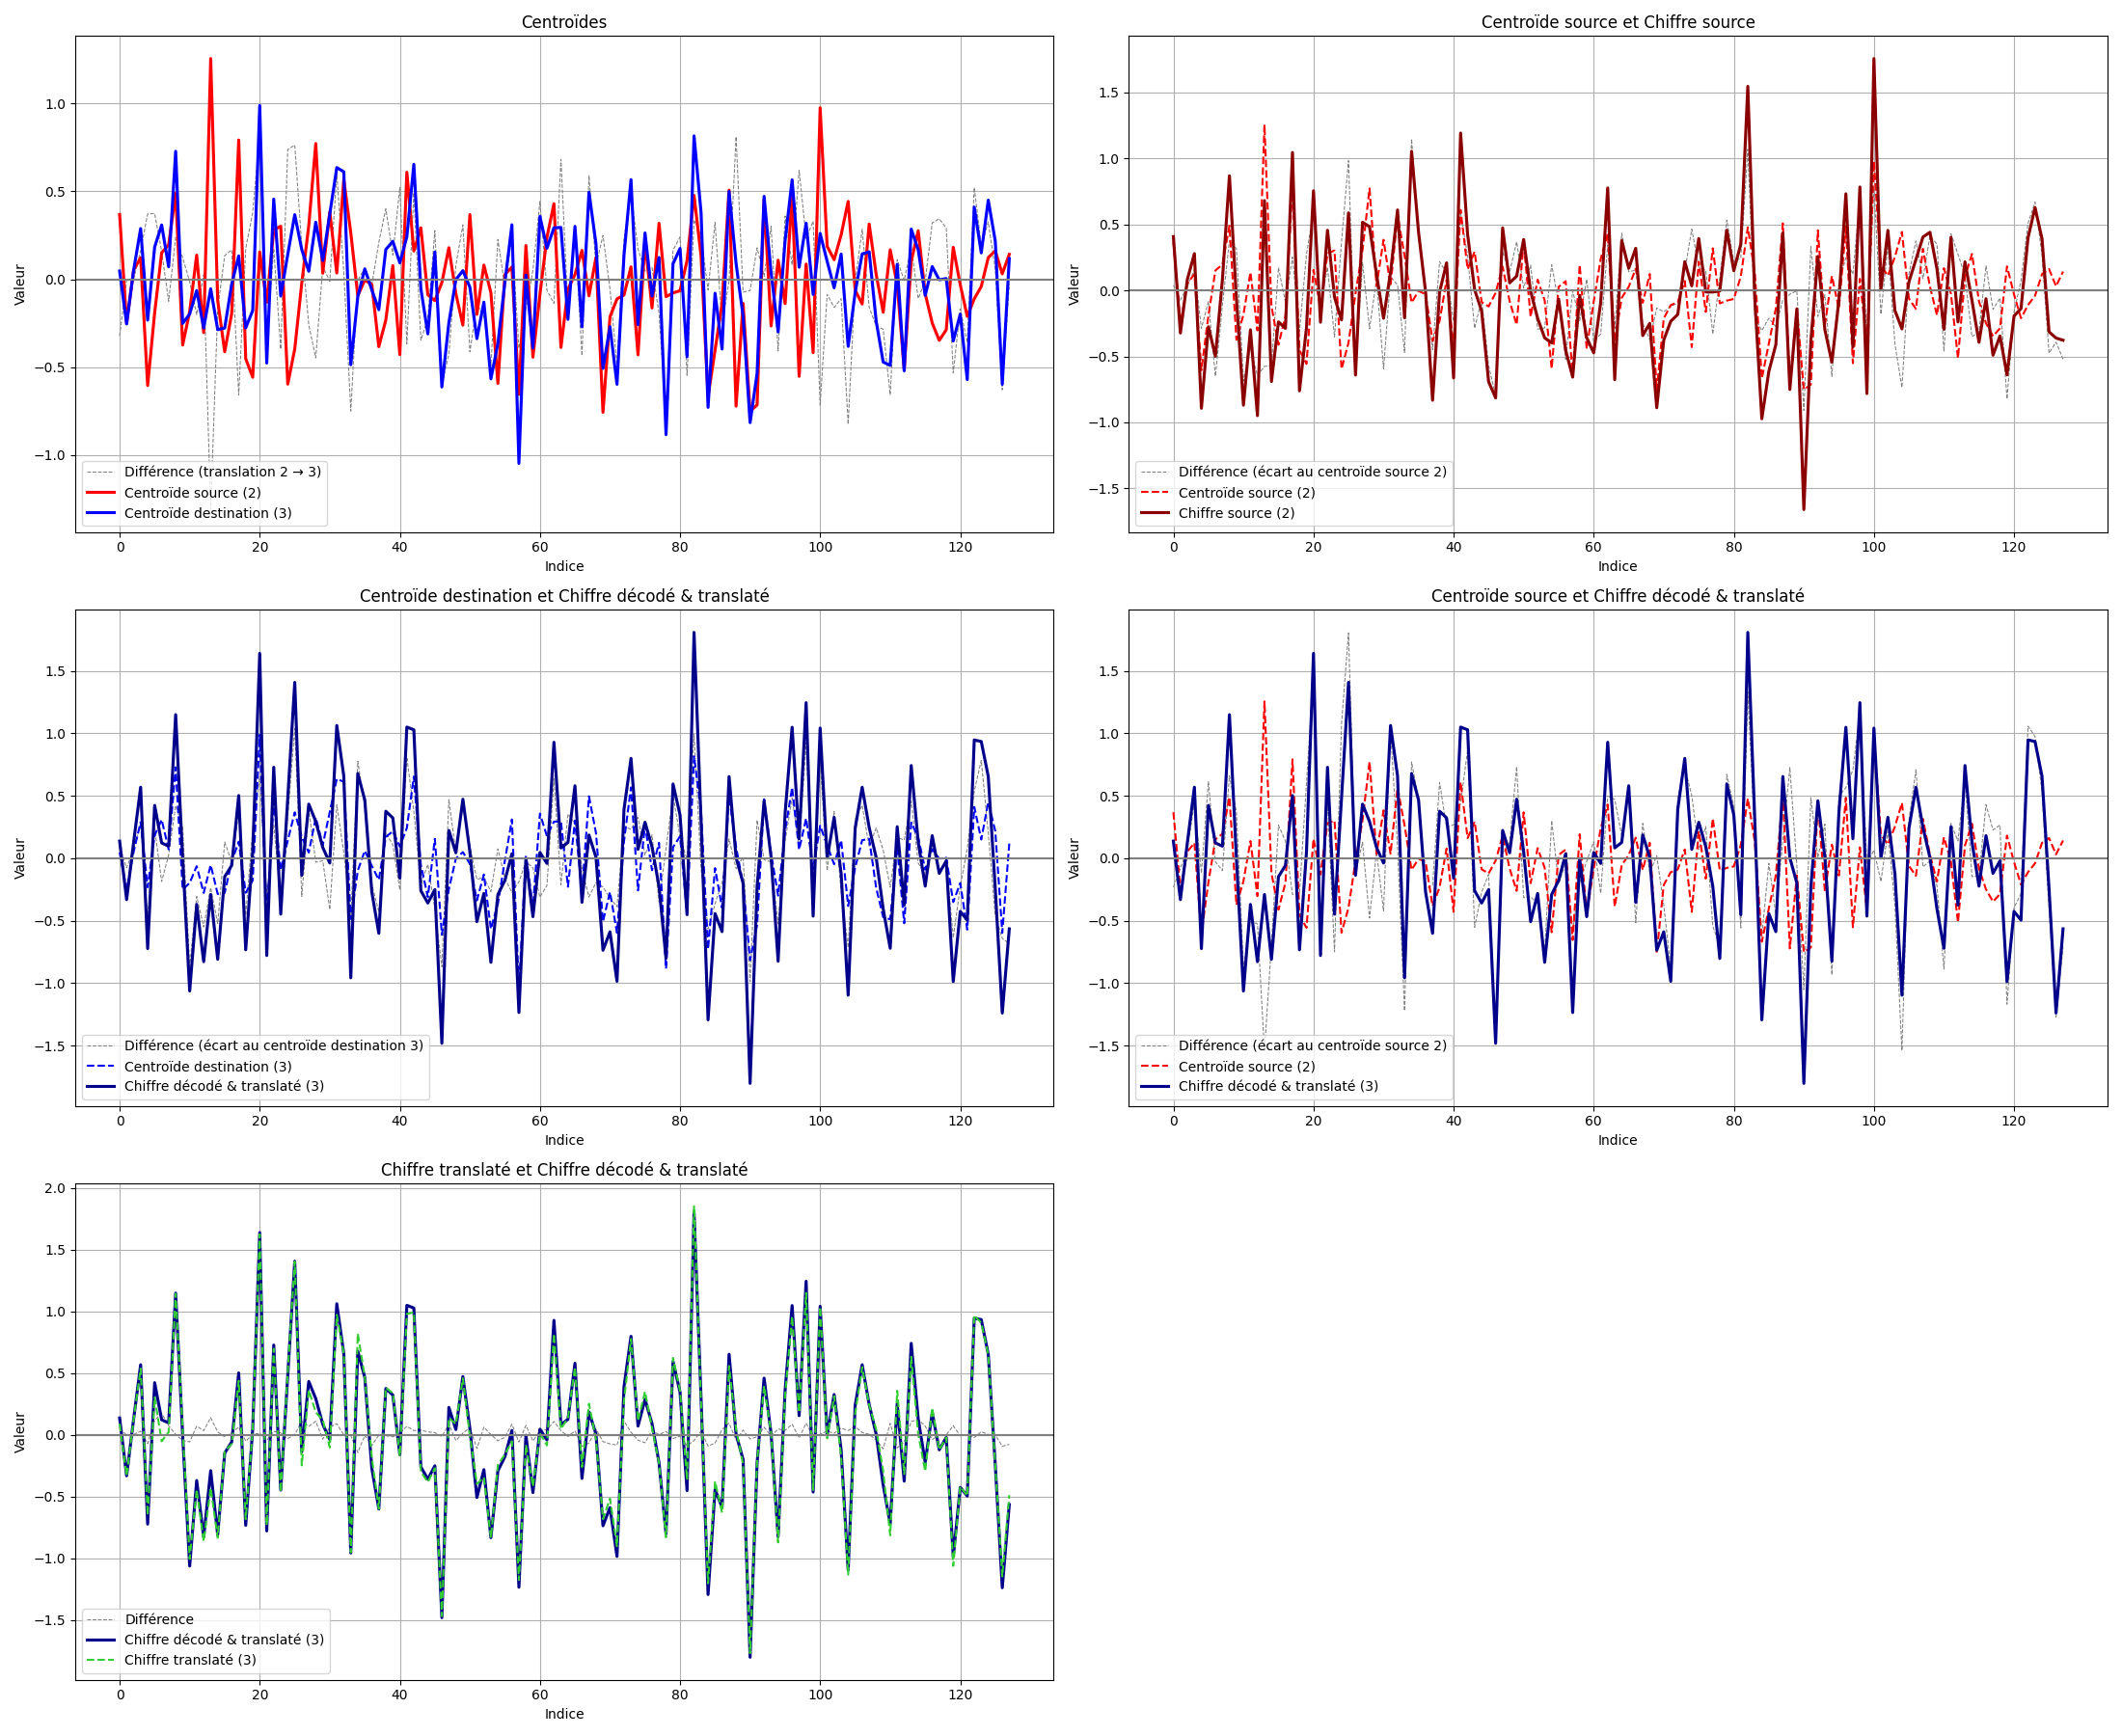 Centroïdes
Valeur
1.0
0.5
0.0
−0.5
−1.0
Différence (translation 2 → 3)
Centroïde source (2)
Centroïde destination (3)
0 20 40 60 80 100 120
Indice
Centroïde source et Chiffre source
Valeur
1.5
1.0
0.5
0.0
−0.5
−1.0
−1.5
Différence (écart au centroïde source 2)
Centroïde source (2)
Chiffre source (2)
0 20 40 60 80 100 120
Indice
Centroïde destination et Chiffre décodé & translaté
Valeur
1.5
1.0
0.5
0.0
−0.5
−1.0
−1.5
Différence (écart au centroïde destination 3)
Centroïde destination (3)
Chiffre décodé & translaté (3)
0 20 40 60 80 100 120
Indice
Centroïde source et Chiffre décodé & translaté
Valeur
1.5
1.0
0.5
0.0
−0.5
−1.0
−1.5
Différence (écart au centroïde source 2)
Centroïde source (2)
Chiffre décodé & translaté (3)
0 20 40 60 80 100 120
Indice
Chiffre translaté et Chiffre décodé & translaté
Valeur
2.0
1.5
1.0
0.5
0.0
−0.5
−1.0
−1.5
Différence
Chiffre décodé & translaté (3)
Chiffre translaté (3)
0 20 40 60 80 100 120
Indice